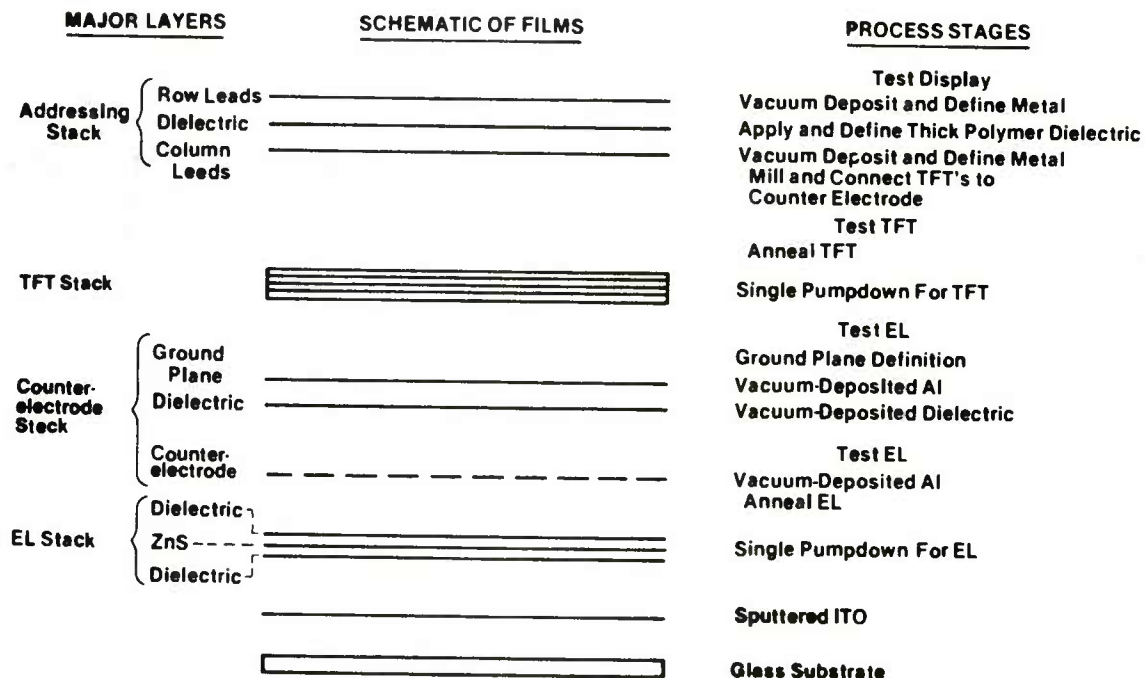 MAJOR LAYERS
SCHEMATIC OF FILMS
PROCESS STAGES
Test Display
Addressing Stack
Row Leads
Vacuum Deposit and Define Metal
Dielectric
Apply and Define Thick Polymer Dielectric
Column
Leeds
Vacuum Deposit and Define Metal
Mill and Connect TFT's to
Counter Electrode
Test TFT
Anneal TFT
TFT Stack
Single Pumpdown For TFT
Test EL
Counter-
electrode
Steck
Ground
Plane
Ground Plane Definition
Vacuum-Deposited Al
Dielectric
Vacuum-Deposited Dielectric
Test EL
Counter-
electrode
Vacuum-Deposited Al
Anneal EL
EL Stack
Dielectric
ZnS
Single Pumpdown For EL
Dielectric
Sputtered ITO
Glass Substrate